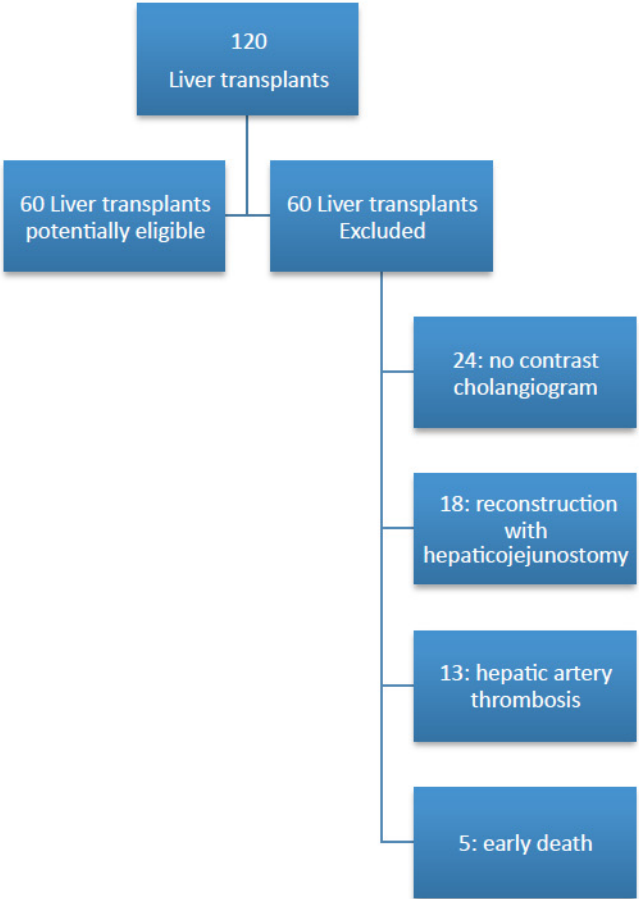 120
Liver transplants
60 Liver transplants
potentially eligible
60 Liver transplants
Excluded
24: no contrast
cholangiogram
18: reconstruction
with
hepaticojejunostomy
13: hepatic artery
thrombosis
5: early death